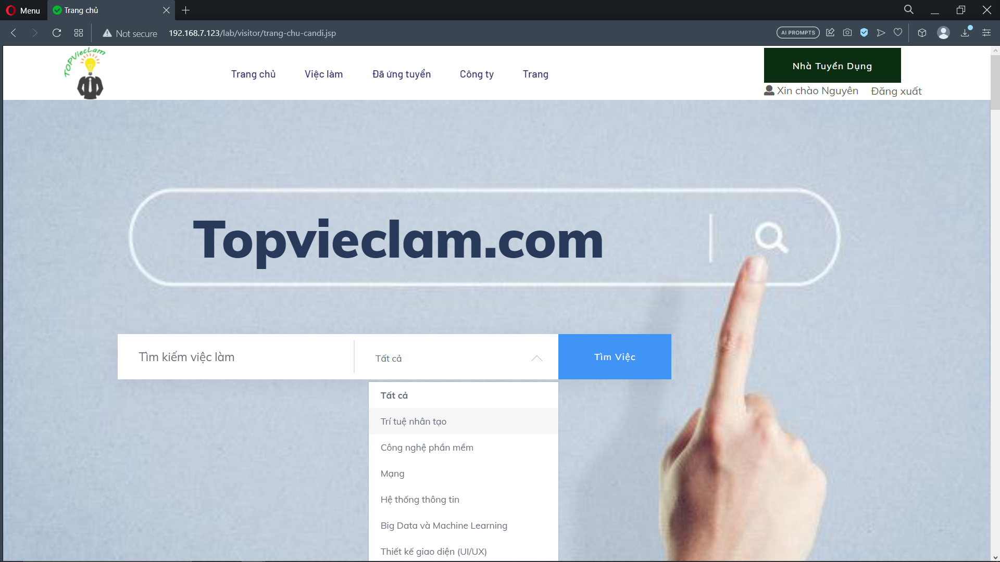 Menu
Trang chủ
Not secure
192.168.7.123/lab/visitor/trang-chu-candi.jsp
AI PROMPTS
TOPViecLam
Trang chủ
Việc làm
Đã ứng tuyển
Công ty
Trang
Nhà Tuyển Dụng
Xin chào Nguyên
Đăng xuất
Topvieclam.com
Tìm kiếm việc làm
Tất cả
Tìm Việc
Tất cả
Trí tuệ nhân tạo
Công nghệ phần mềm
Mạng
Hệ thống thông tin
Big Data và Machine Learning
Thiết kế giao diện (UI/UX)